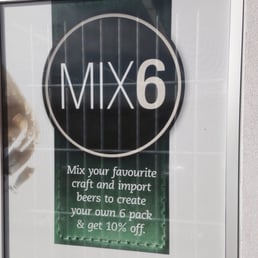 MIX6
Mix your favourite
craft and import
beers to create
your own 6 pack
& get 10% off.